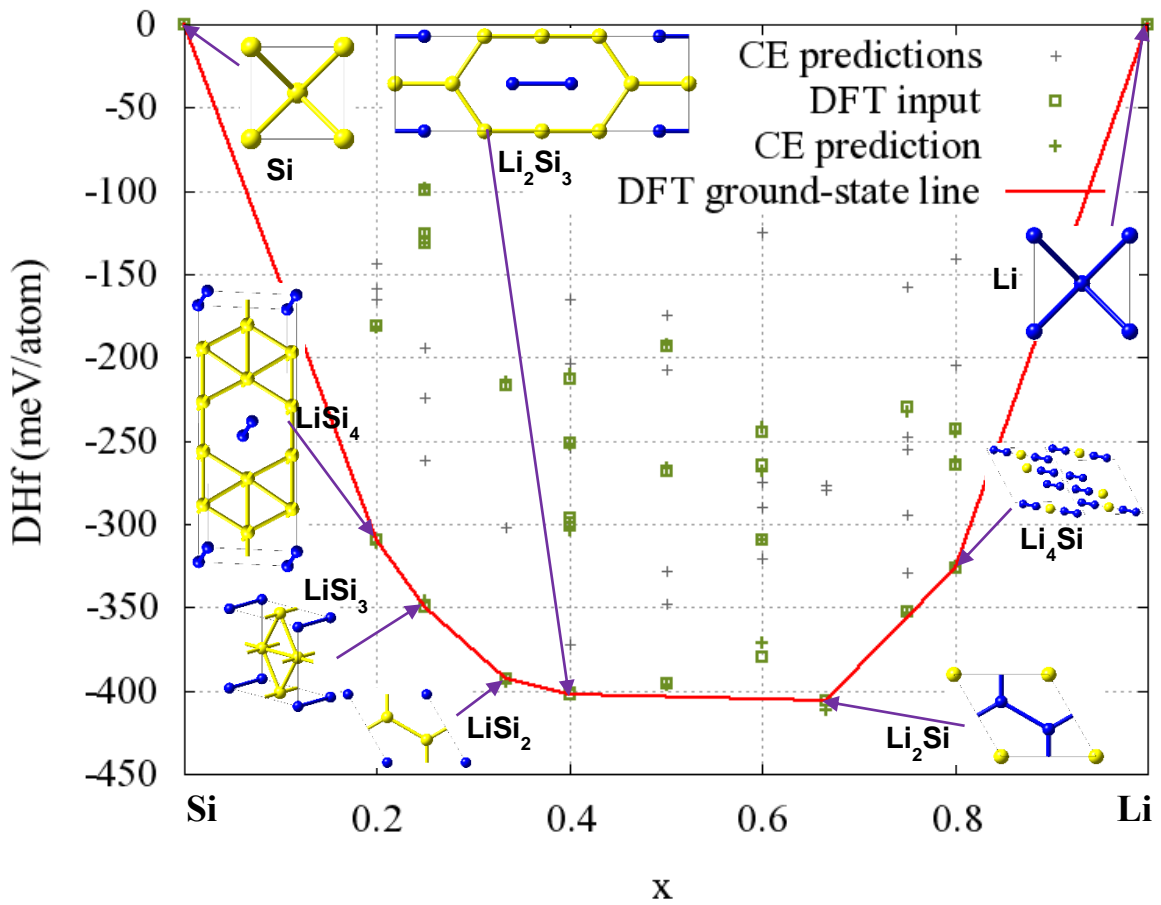 0
-50
-100
-150
-200
-250
-300
-350
-400
-450
DHf (meV/atom)
CE predictions
DFT input
CE prediction
DFT ground-state line
Si
Li₂Si₃
Li
LiSi₄
LiSi₃
LiSi₂
Li₂Si
Li₄Si
Si
0.2
0.4
0.6
0.8
Li
x